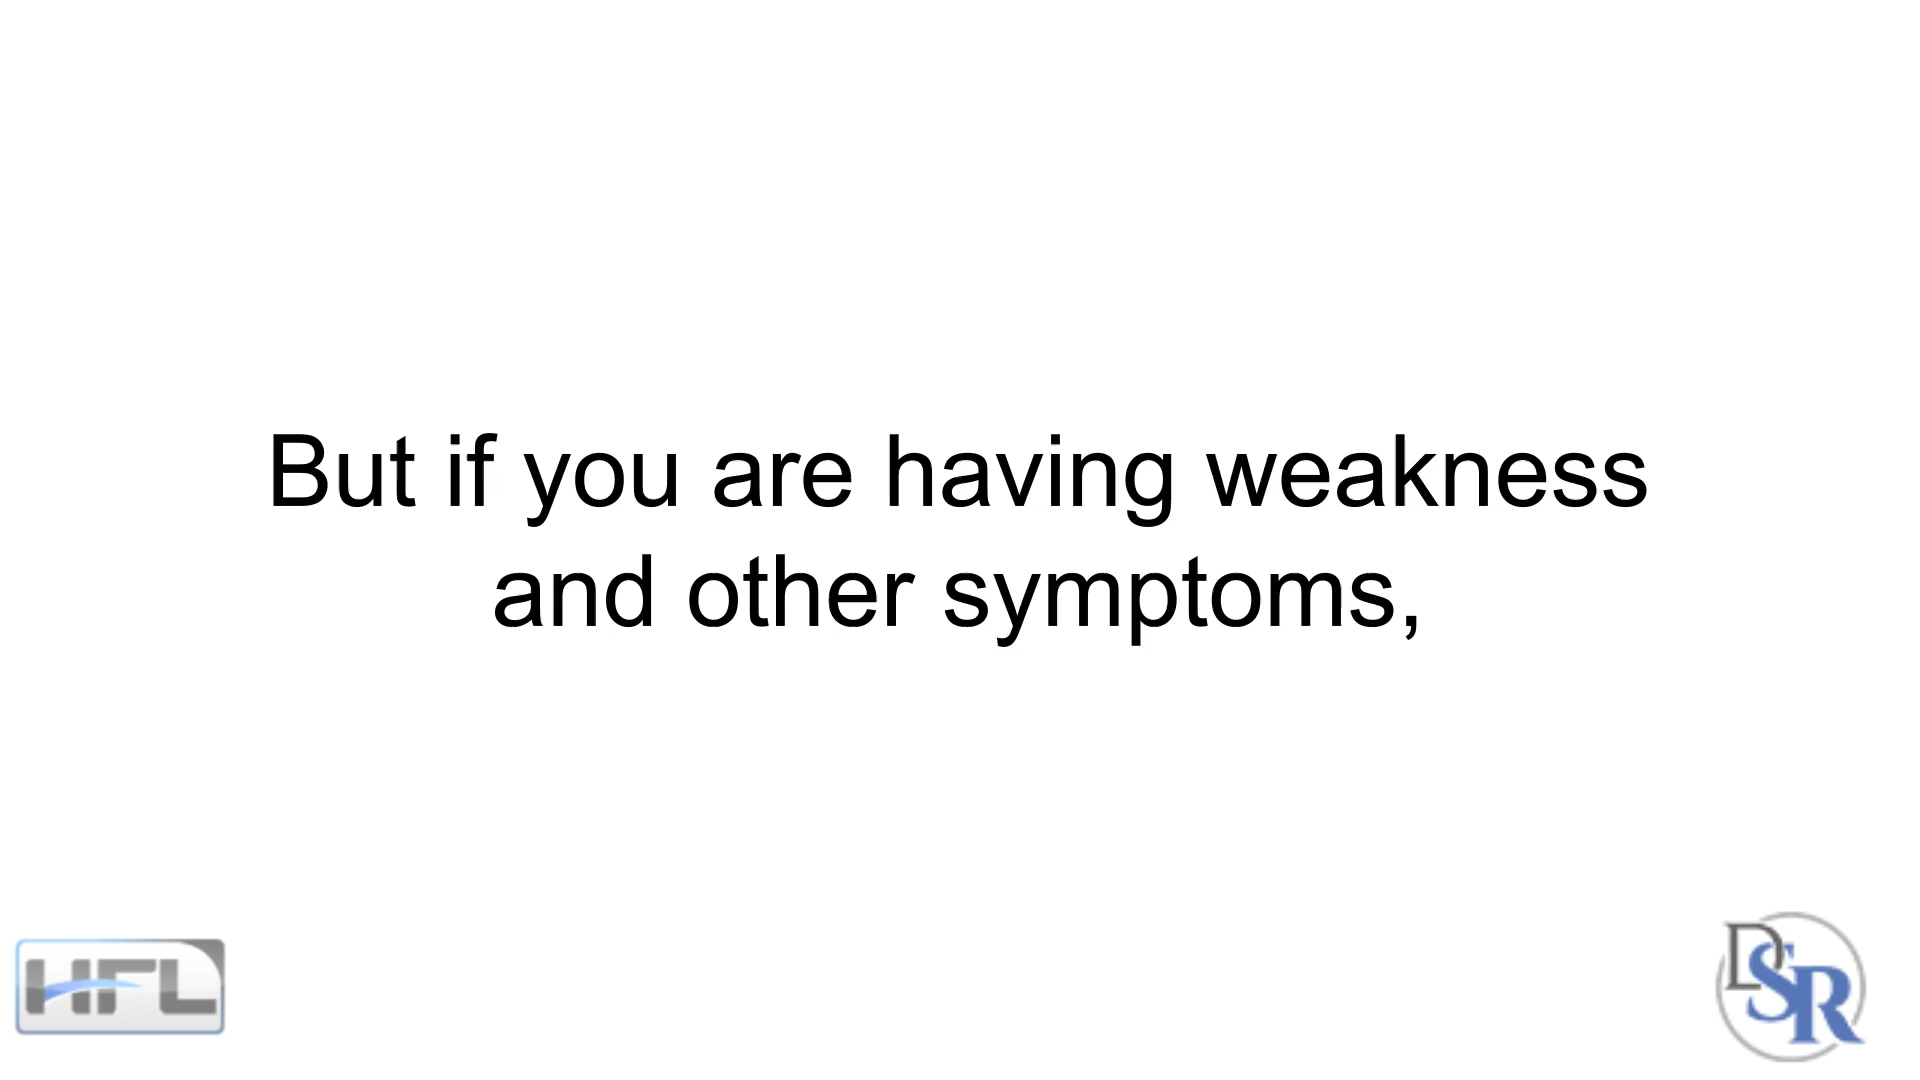 But if you are having weakness
and other symptoms,
HFL
DSR